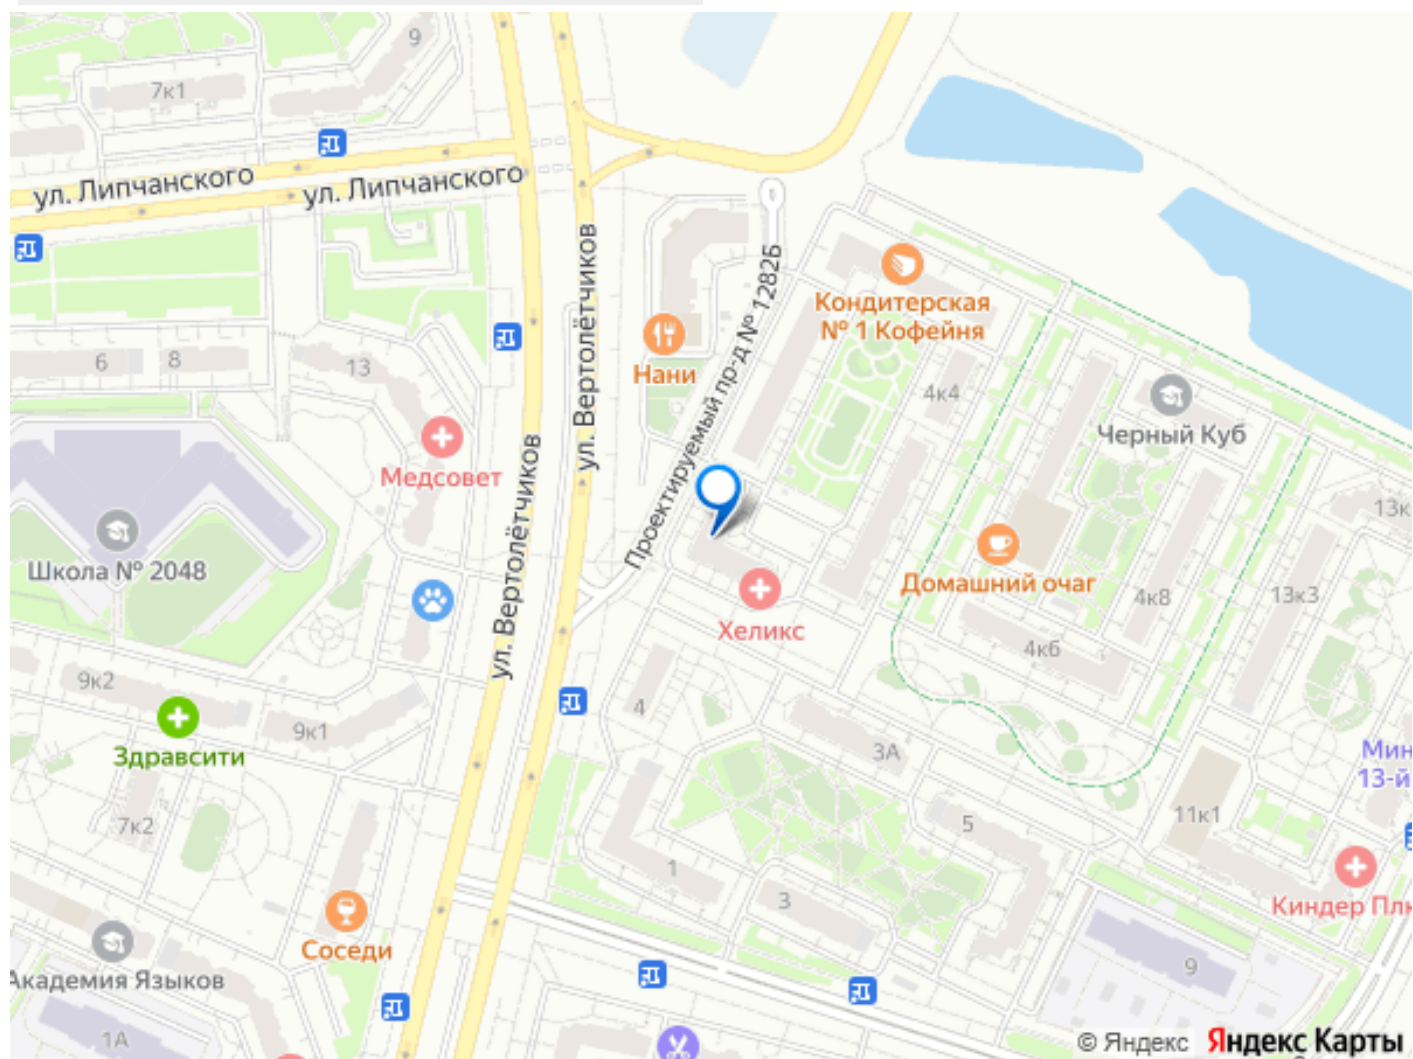 9
7к1
ул. Липчанского
ул. Липчанского
ул. Вертолётчиков
Проектируемый пр-д № 1282Б
Кондитерская
№ 1 Кофейня
6
8
13
Нани
4к4
Черный Куб
Медсовет
ул. Вертолётчиков
13к
Школа № 2048
Домашний очаг
4к8
13к3
Хеликс
4к6
9к2
9к1
4
3А
Здравсити
Мин
13-й
7к2
5
11к1
1
3
Киндер Плю
Соседи
Академия Языков
9
1А
© Яндекс Яндекс Карты